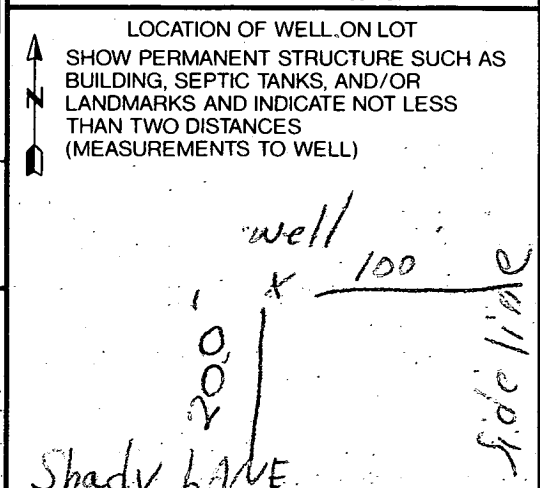 LOCATION OF WELL ON LOT
SHOW PERMANENT STRUCTURE SUCH AS
BUILDING, SEPTIC TANKS, AND/OR
N LANDMARKS AND INDICATE NOT LESS
THAN TWO DISTANCES
(MEASUREMENTS TO WELL)
well
x 100
200'
side line
Shady LANE